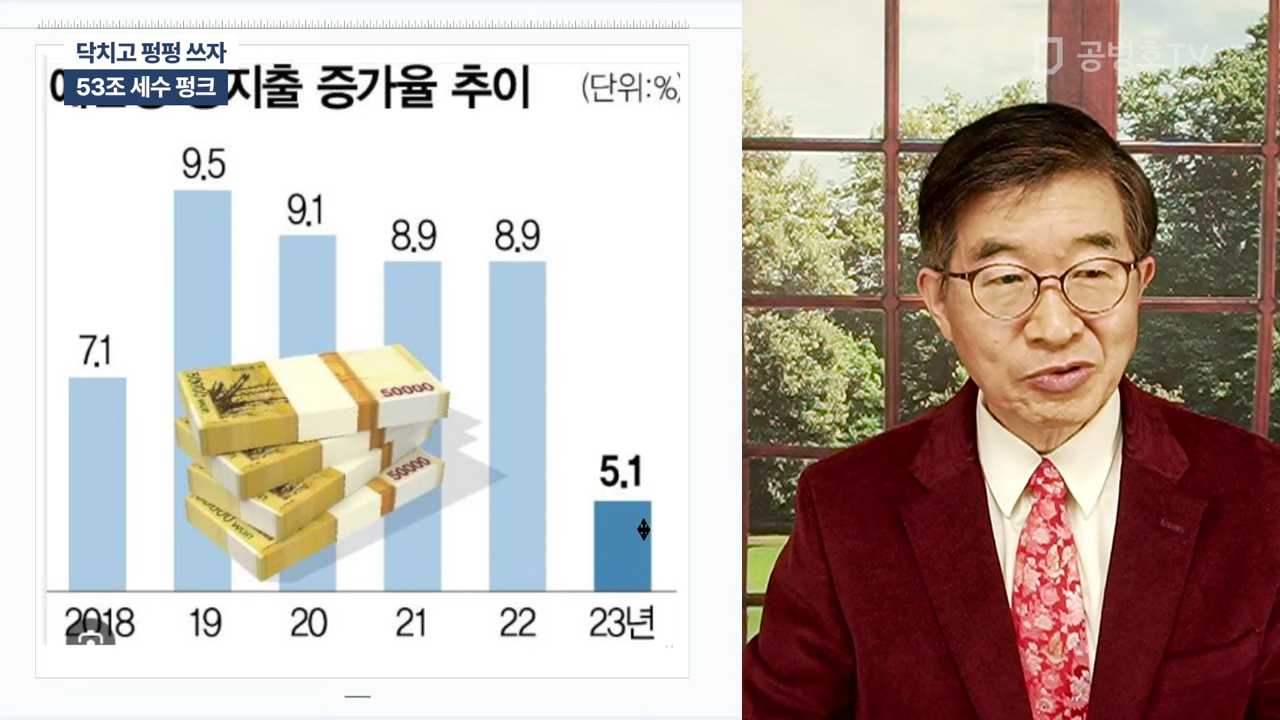 닥치고 펑펑 쓰자
53조 세수 펑크
지출 증가율 추이
(단위:%)
공병호TV
9.5
9.1
8.9
8.9
7.1
5.1
50000
50000
2018
19
20
21
22
23년